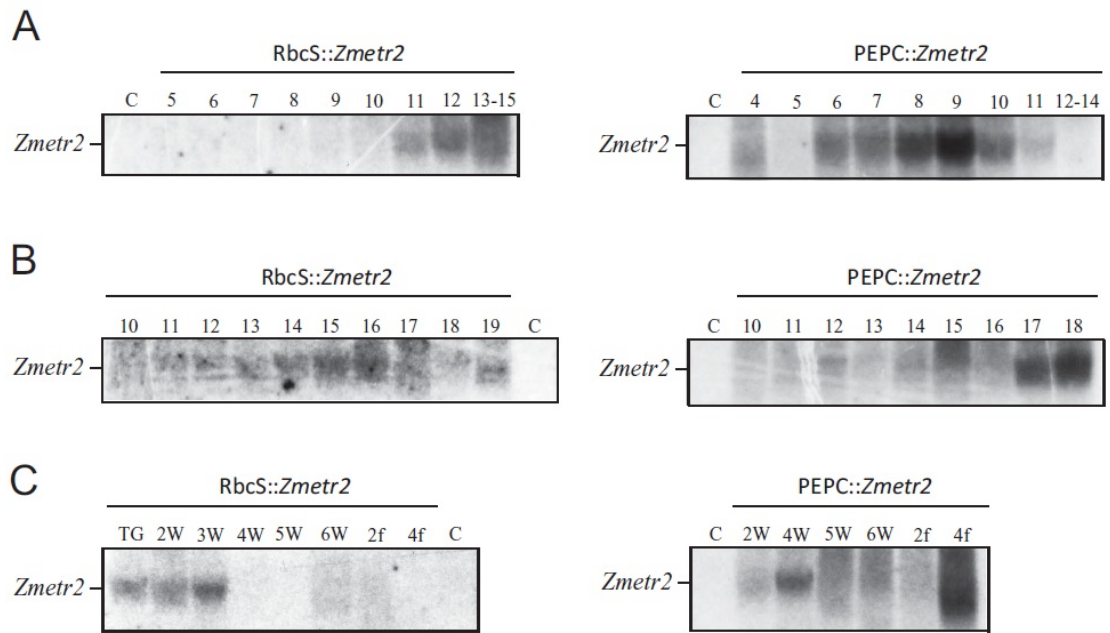 A
RbcS::Zmetr2 PEPC::Zmetr2
C 5 6 7 8 9 10 11 12 13-15 C 4 5 6 7 8 9 10 11 12-14
Zmetr2 Zmetr2
B
RbcS::Zmetr2 PEPC::Zmetr2
10 11 12 13 14 15 16 17 18 19 C C 10 11 12 13 14 15 16 17 18
Zmetr2 Zmetr2
C
RbcS::Zmetr2 PEPC::Zmetr2
TG 2W 3W 4W 5W 6W 2f 4f C C 2W 4W 5W 6W 2f 4f
Zmetr2 Zmetr2